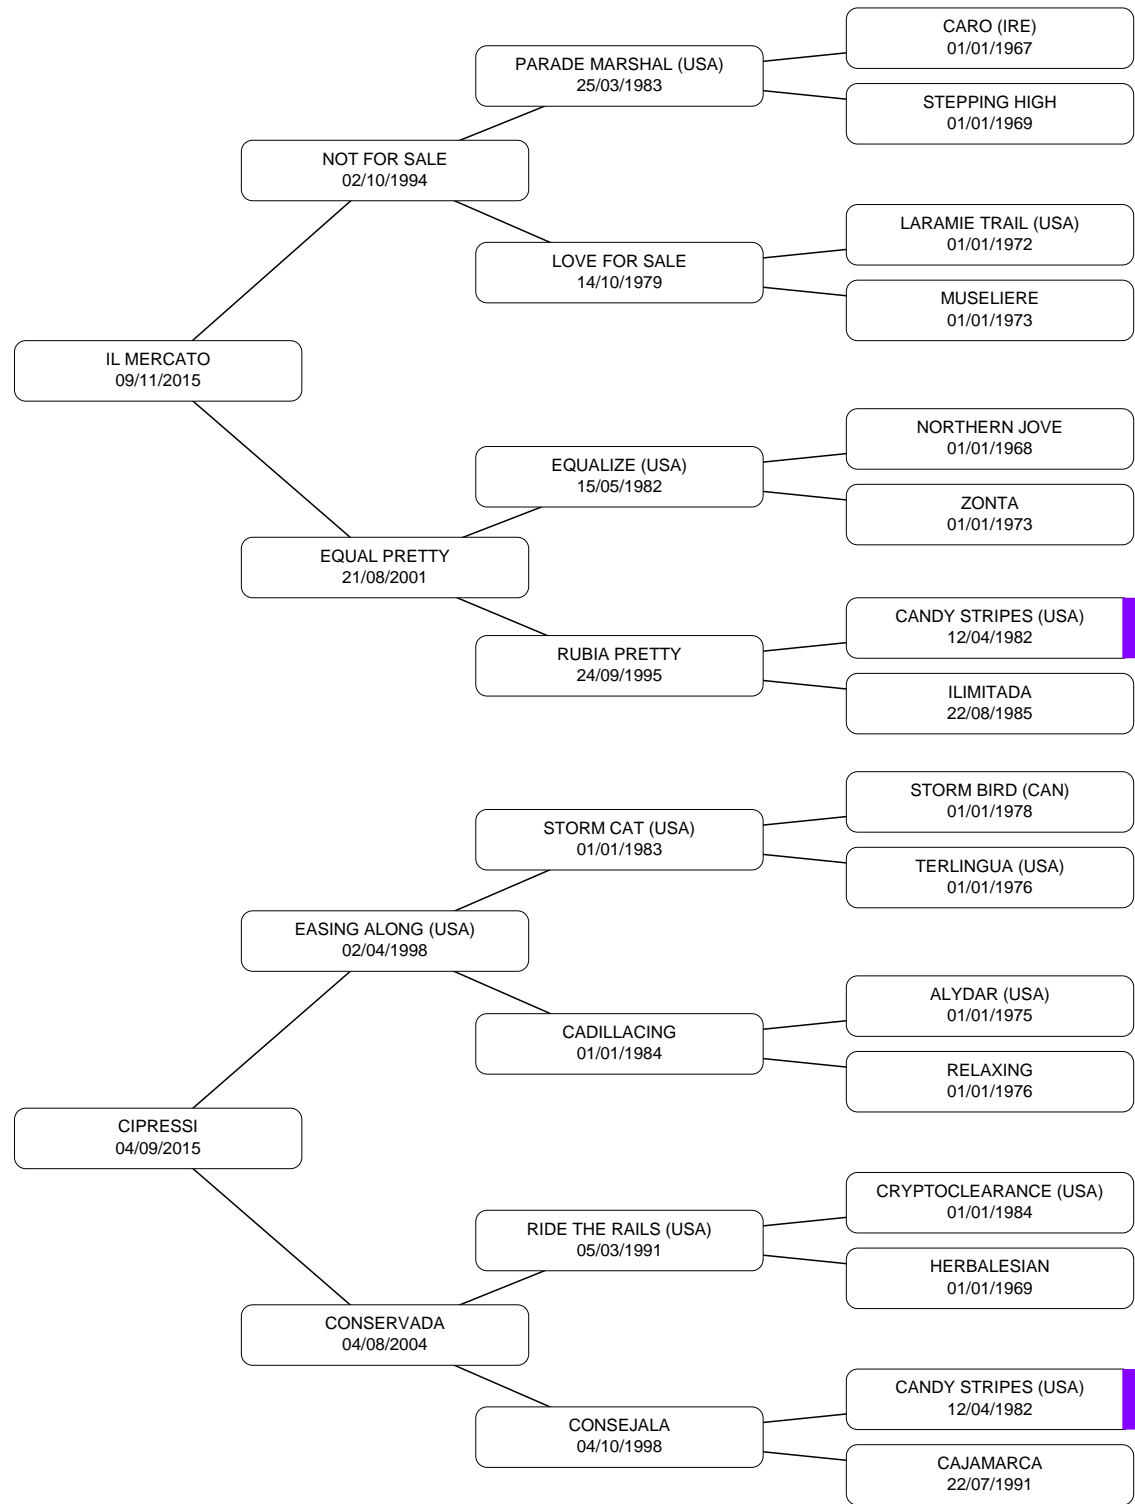 CARO (IRE)
01/01/1967
PARADE MARSHAL (USA)
25/03/1983
STEPPING HIGH
01/01/1969
NOT FOR SALE
02/10/1994
LARAMIE TRAIL (USA)
01/01/1972
LOVE FOR SALE
14/10/1979
MUSELIERE
01/01/1973
IL MERCATO
09/11/2015
NORTHERN JOVE
01/01/1968
EQUALIZE (USA)
15/05/1982
ZONTA
01/01/1973
EQUAL PRETTY
21/08/2001
CANDY STRIPES (USA)
12/04/1982
RUBIA PRETTY
24/09/1995
ILIMITADA
22/08/1985
STORM BIRD (CAN)
01/01/1978
STORM CAT (USA)
01/01/1983
TERLINGUA (USA)
01/01/1976
EASING ALONG (USA)
02/04/1998
ALYDAR (USA)
01/01/1975
CADILLACING
01/01/1984
RELAXING
01/01/1976
CIPRESSI
04/09/2015
CRYPTOCLEARANCE (USA)
01/01/1984
RIDE THE RAILS (USA)
05/03/1991
HERBALESIAN
01/01/1969
CONSERVADA
04/08/2004
CANDY STRIPES (USA)
12/04/1982
CONSEJALA
04/10/1998
CAJAMARCA
22/07/1991